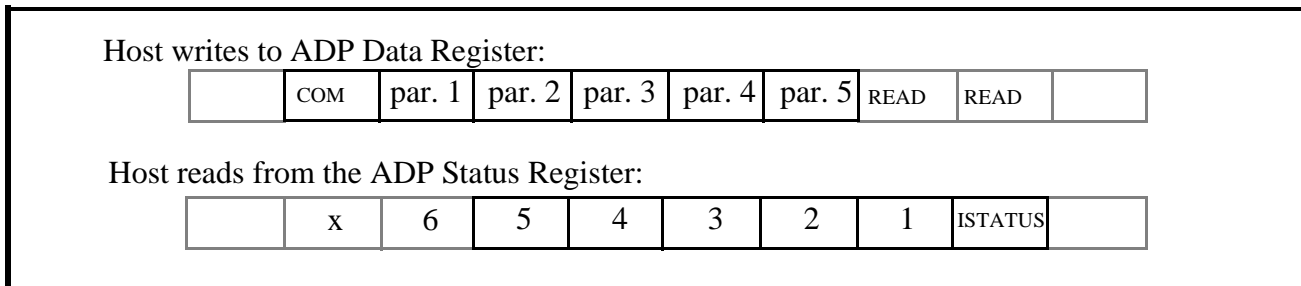 Host writes to ADP Data Register:
COM par. 1 par. 2 par. 3 par. 4 par. 5 READ READ
Host reads from the ADP Status Register:
x 6 5 4 3 2 1 ISTATUS